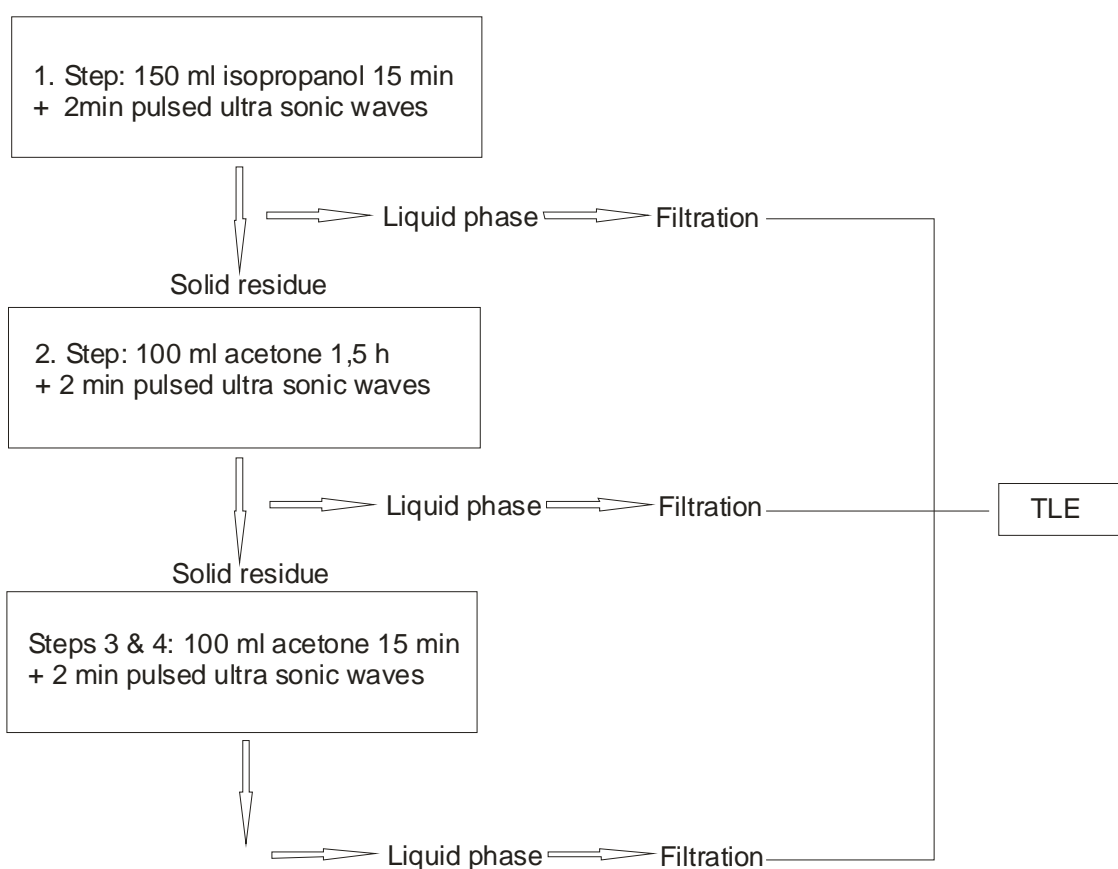 1. Step: 150 ml isopropanol 15 min
+ 2min pulsed ultra sonic waves
Liquid phase
Filtration
Solid residue
2. Step: 100 ml acetone 1,5 h
+ 2 min pulsed ultra sonic waves
Liquid phase
Filtration
TLE
Solid residue
Steps 3 & 4: 100 ml acetone 15 min
+ 2 min pulsed ultra sonic waves
Liquid phase
Filtration